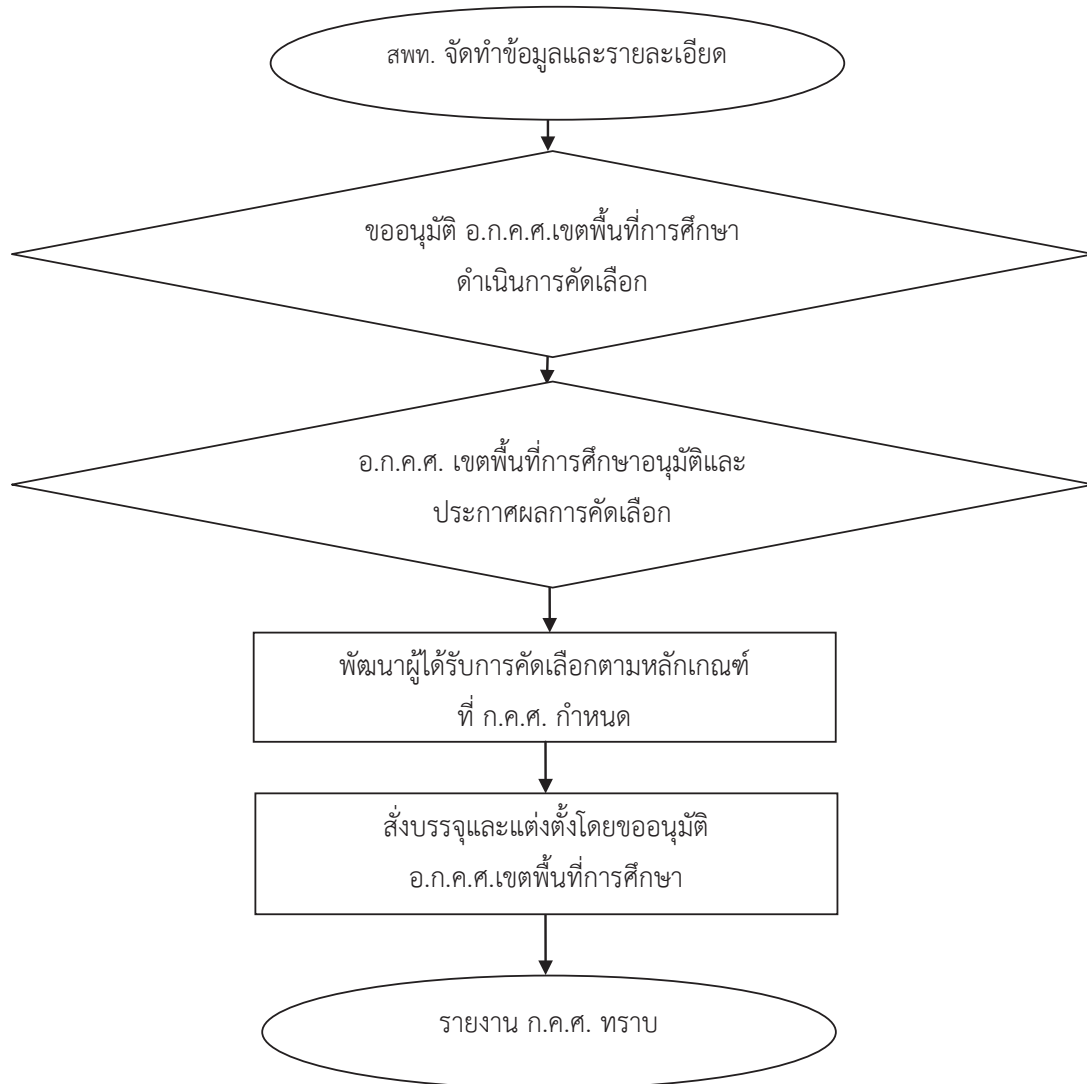 สพท. จัดทำข้อมูลและรายละเอียด
ขออนุมัติ อ.ก.ค.ศ.เขตพื้นที่การศึกษา
ดำเนินการคัดเลือก
อ.ก.ค.ศ. เขตพื้นที่การศึกษาอนุมัติและ
ประกาศผลการคัดเลือก
พัฒนาผู้ได้รับการคัดเลือกตามหลักเกณฑ์
ที่ ก.ค.ศ. กำหนด
สั่งบรรจุและแต่งตั้งโดยขออนุมัติ
อ.ก.ค.ศ.เขตพื้นที่การศึกษา
รายงาน ก.ค.ศ. ทราบ